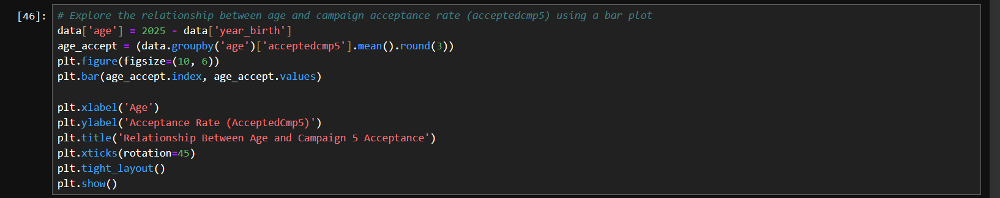 [46]: # Explore the relationship between age and campaign acceptance rate (acceptedcmp5) using a bar plot
data['age'] = 2025 - data['year_birth']
age_accept = (data.groupby('age')['acceptedcmp5'].mean().round(3))
plt.figure(figsize=(10, 6))
plt.bar(age_accept.index, age_accept.values)
plt.xlabel('Age')
plt.ylabel('Acceptance Rate (AcceptedCmp5)')
plt.title('Relationship Between Age and Campaign 5 Acceptance')
plt.xticks(rotation=45)
plt.tight_layout()
plt.show()